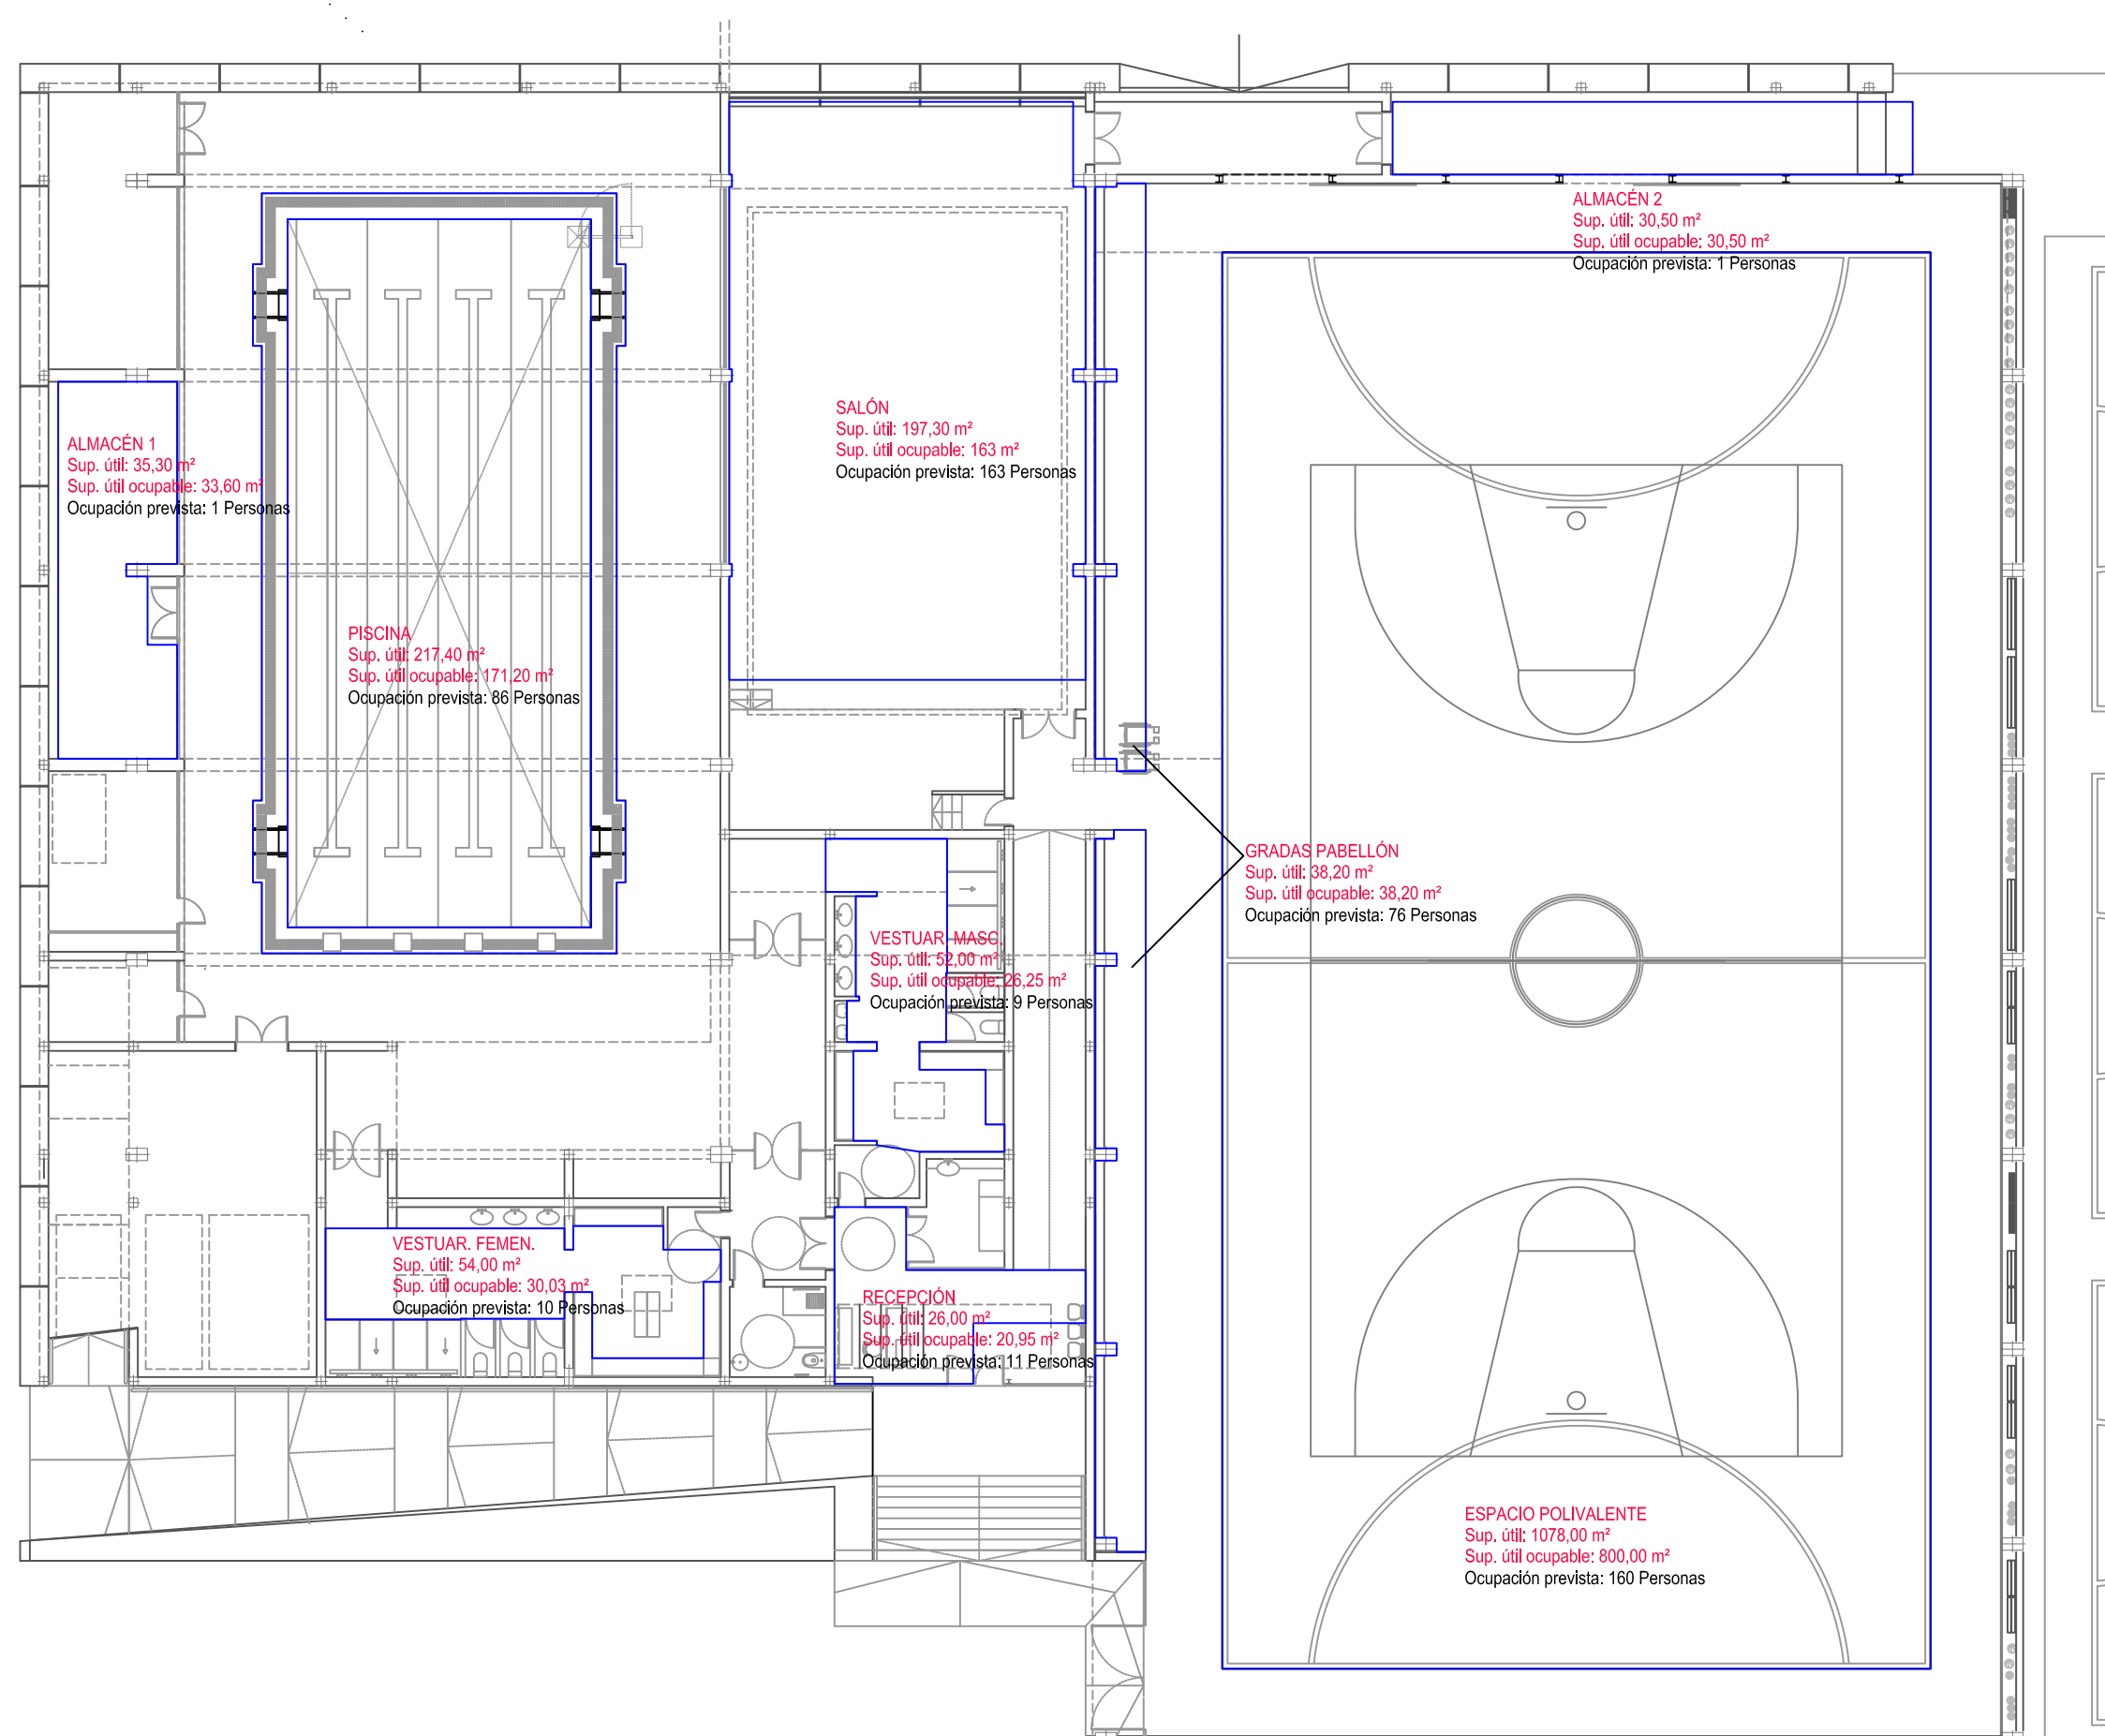 ALMACÉN 2
Sup. útil: 30,50 m²
Sup. útil ocupable: 30,50 m²
Ocupación prevista: 1 Personas
SALÓN
Sup. útil: 197,30 m²
Sup. útil ocupable: 163 m²
Ocupación prevista: 163 Personas
ALMACÉN 1
Sup. útil: 35,30 m²
Sup. útil ocupable: 33,60 m²
Ocupación prevista: 1 Personas
PISCINA
Sup. útil: 217,40 m²
Sup. útil ocupable: 171,20 m²
Ocupación prevista: 86 Personas
GRADAS PABELLÓN
Sup. útil: 38,20 m²
Sup. útil ocupable: 38,20 m²
Ocupación prevista: 76 Personas
VESTUAR. MASC.
Sup. útil: 52,00 m²
Sup. útil ocupable: 26,25 m²
Ocupación prevista: 9 Personas
VESTUAR. FEMEN.
Sup. útil: 54,00 m²
Sup. útil ocupable: 30,03 m²
Ocupación prevista: 10 Personas
RECEPCIÓN
Sup. útil: 26,00 m²
Sup. útil ocupable: 20,95 m²
Ocupación prevista: 11 Personas
ESPACIO POLIVALENTE
Sup. útil: 1078,00 m²
Sup. útil ocupable: 800,00 m²
Ocupación prevista: 160 Personas